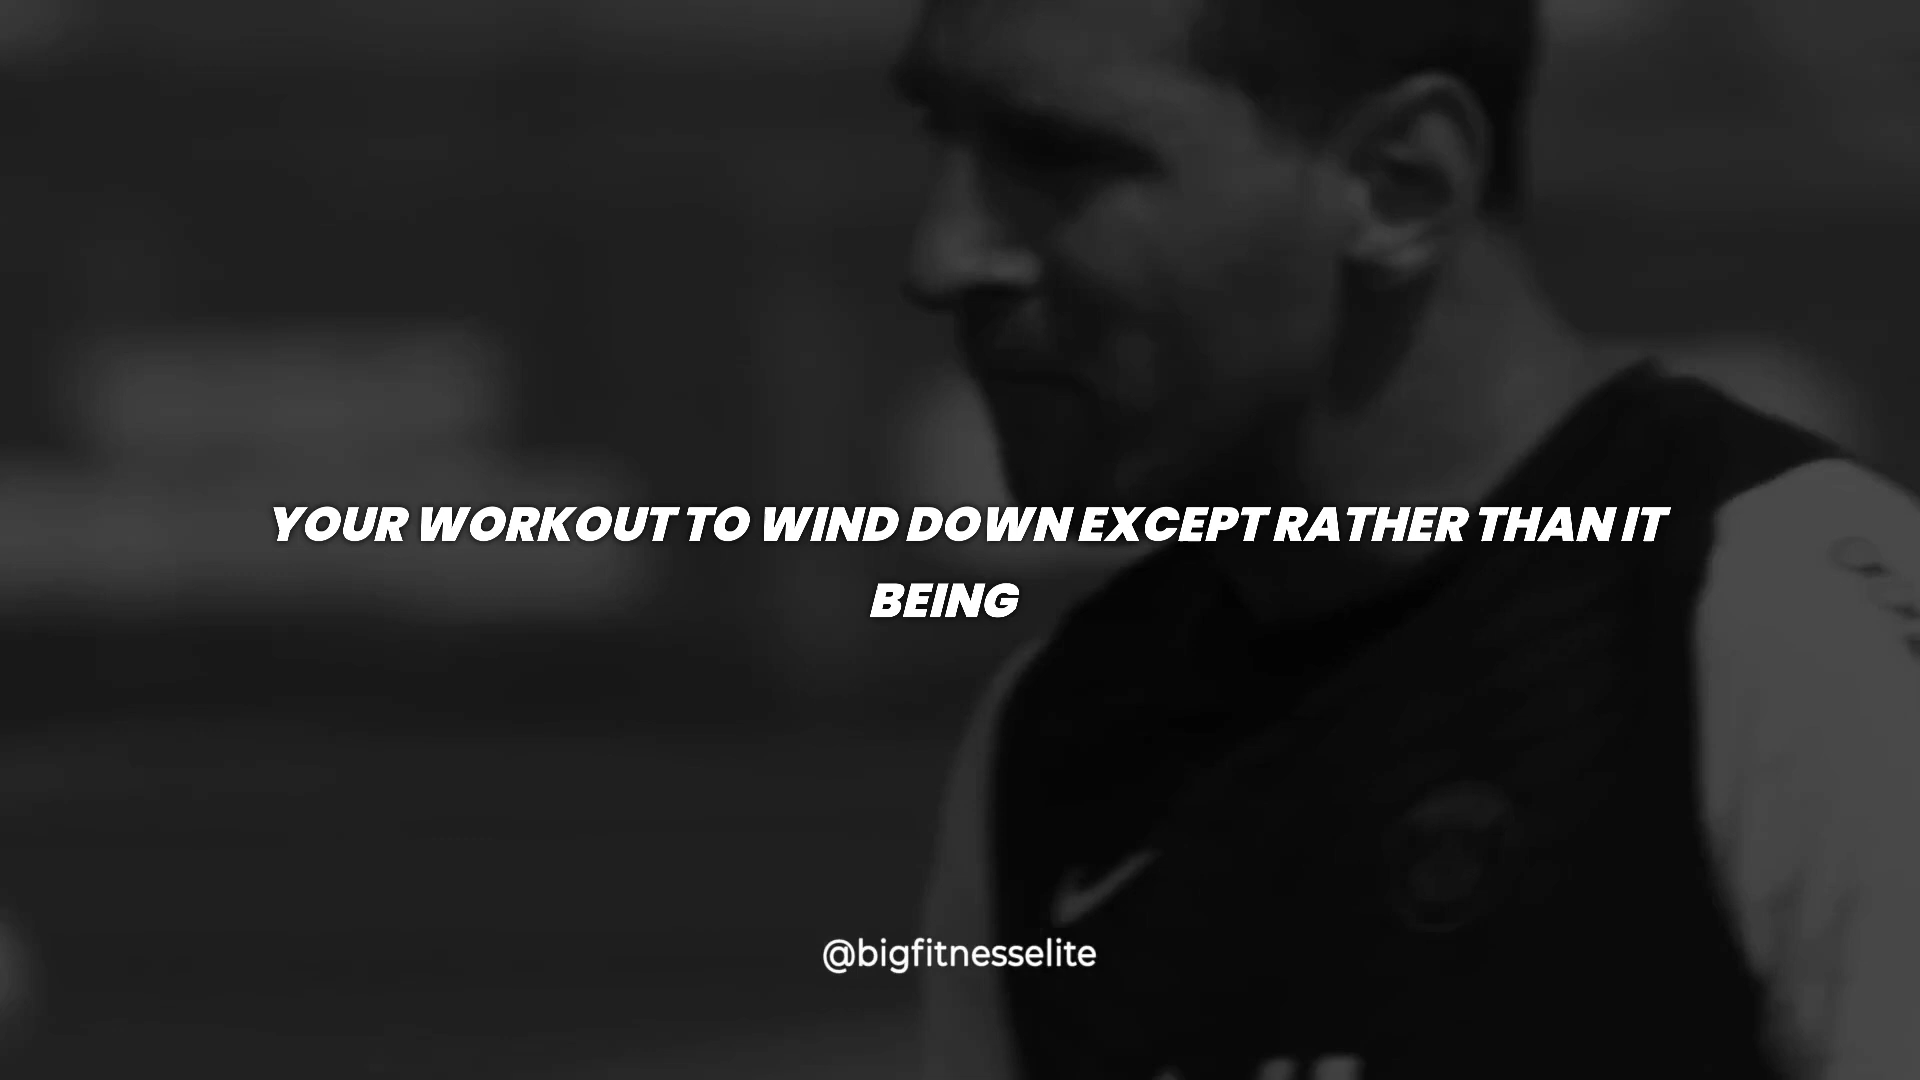 YOUR WORKOUT TO WIND DOWN EXCEPT RATHER THAN IT
BEING
@bigfitnesselite